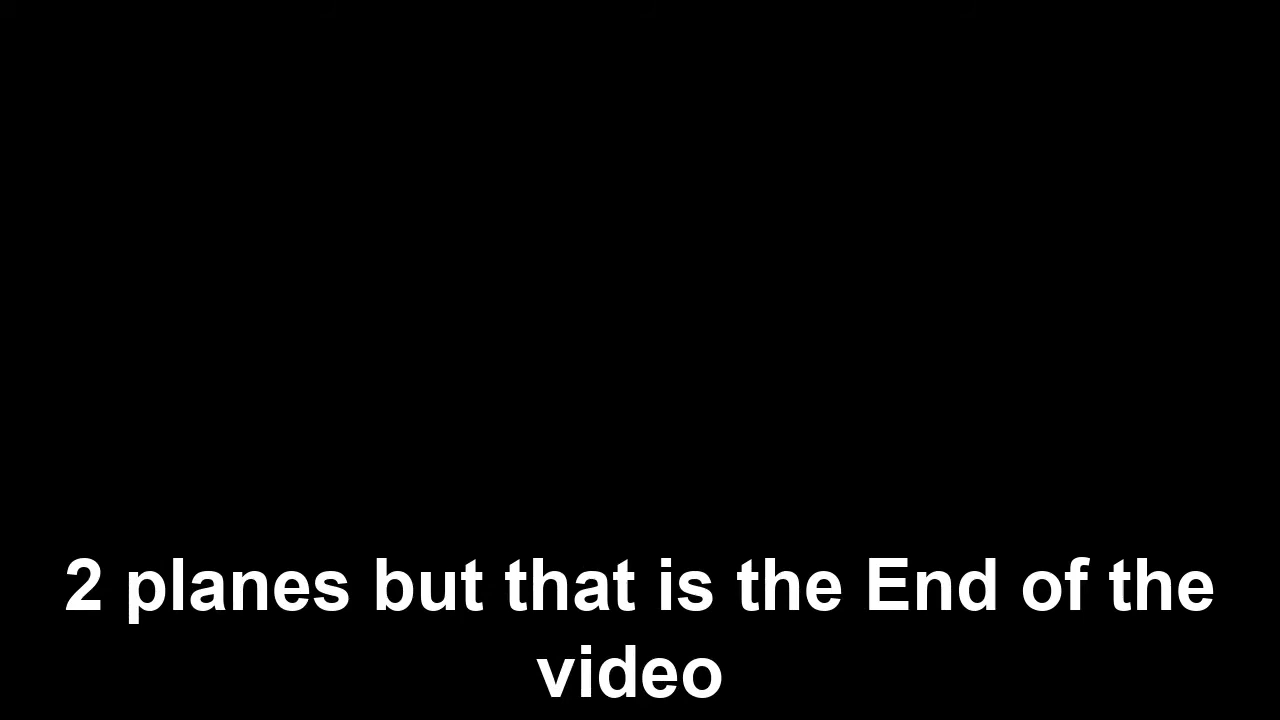 2 planes but that is the End of the
video